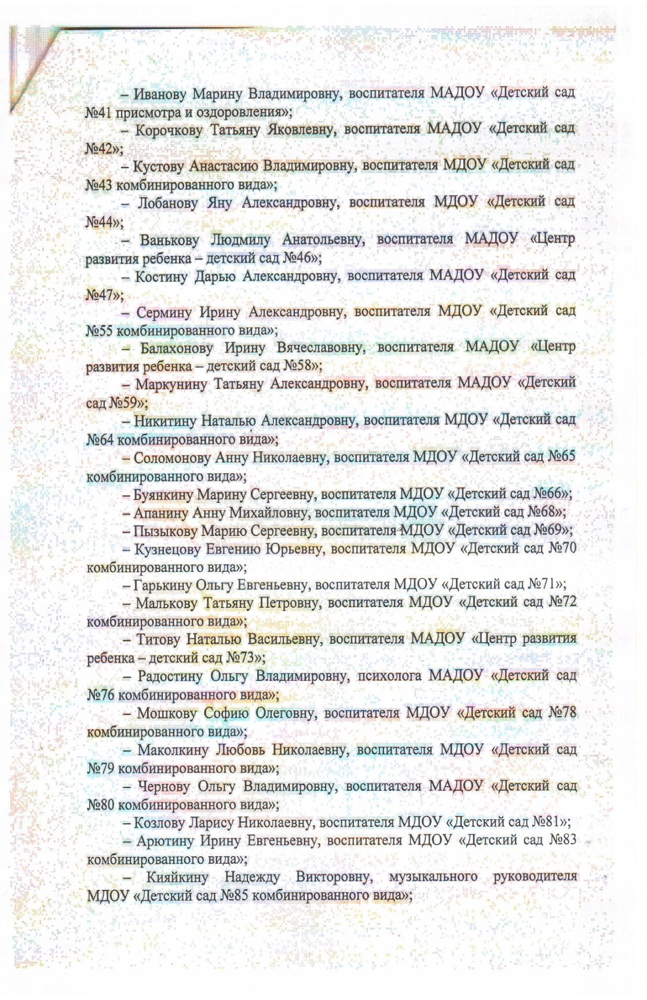 – Иванову Марину Владимировну, воспитателя МАДОУ «Детский сад
№41 присмотра и оздоровления»;
– Корочкову Татьяну Яковлевну, воспитателя МАДОУ «Детский сад
№42»;
– Кустову Анастасию Владимировну, воспитателя МДОУ «Детский сад
№43 комбинированного вида»;
– Лобанову Яну Александровну, воспитателя МДОУ «Детский сад
№44»;
– Ванькову Людмилу Анатольевну, воспитателя МАДОУ «Центр
развития ребенка – детский сад №46»;
– Костину Дарью Александровну, воспитателя МАДОУ «Детский сад
№47»;
– Сермину Ирину Александровну, воспитателя МДОУ «Детский сад
№55 комбинированного вида»;
– Балахонову Ирину Вячеславовну, воспитателя МАДОУ «Центр
развития ребенка – детский сад №58»;
– Маркунину Татьяну Александровну, воспитателя МАДОУ «Детский
сад №59»;
– Никитину Наталью Александровну, воспитателя МДОУ «Детский сад
№64 комбинированного вида»;
– Соломонову Анну Николаевну, воспитателя МДОУ «Детский сад №65
комбинированного вида»;
– Буянкину Марину Сергеевну, воспитателя МДОУ «Детский сад №66»;
– Апанину Анну Михайловну, воспитателя МДОУ «Детский сад №68»;
– Пызыкову Марию Сергеевну, воспитателя МДОУ «Детский сад №69»;
– Кузнецову Евгению Юрьевну, воспитателя МДОУ «Детский сад №70
комбинированного вида»;
– Гарькину Ольгу Евгеньевну, воспитателя МДОУ «Детский сад №71»;
– Малькову Татьяну Петровну, воспитателя МДОУ «Детский сад №72
комбинированного вида»;
– Титову Наталью Васильевну, воспитателя МАДОУ «Центр развития
ребенка – детский сад №73»;
– Радостину Ольгу Владимировну, психолога МАДОУ «Детский сад
№76 комбинированного вида»;
– Мошкову Софию Олеговну, воспитателя МДОУ «Детский сад №78
комбинированного вида»;
– Маколкину Любовь Николаевну, воспитателя МДОУ «Детский сад
№79 комбинированного вида»;
– Чернову Ольгу Владимировну, воспитателя МАДОУ «Детский сад
№80 комбинированного вида»;
– Козлову Ларису Николаевну, воспитателя МДОУ «Детский сад №81»;
– Арютину Ирину Евгеньевну, воспитателя МДОУ «Детский сад №83
комбинированного вида»;
– Кияйкину Надежду Викторовну, музыкального руководителя
МДОУ «Детский сад №85 комбинированного вида»;